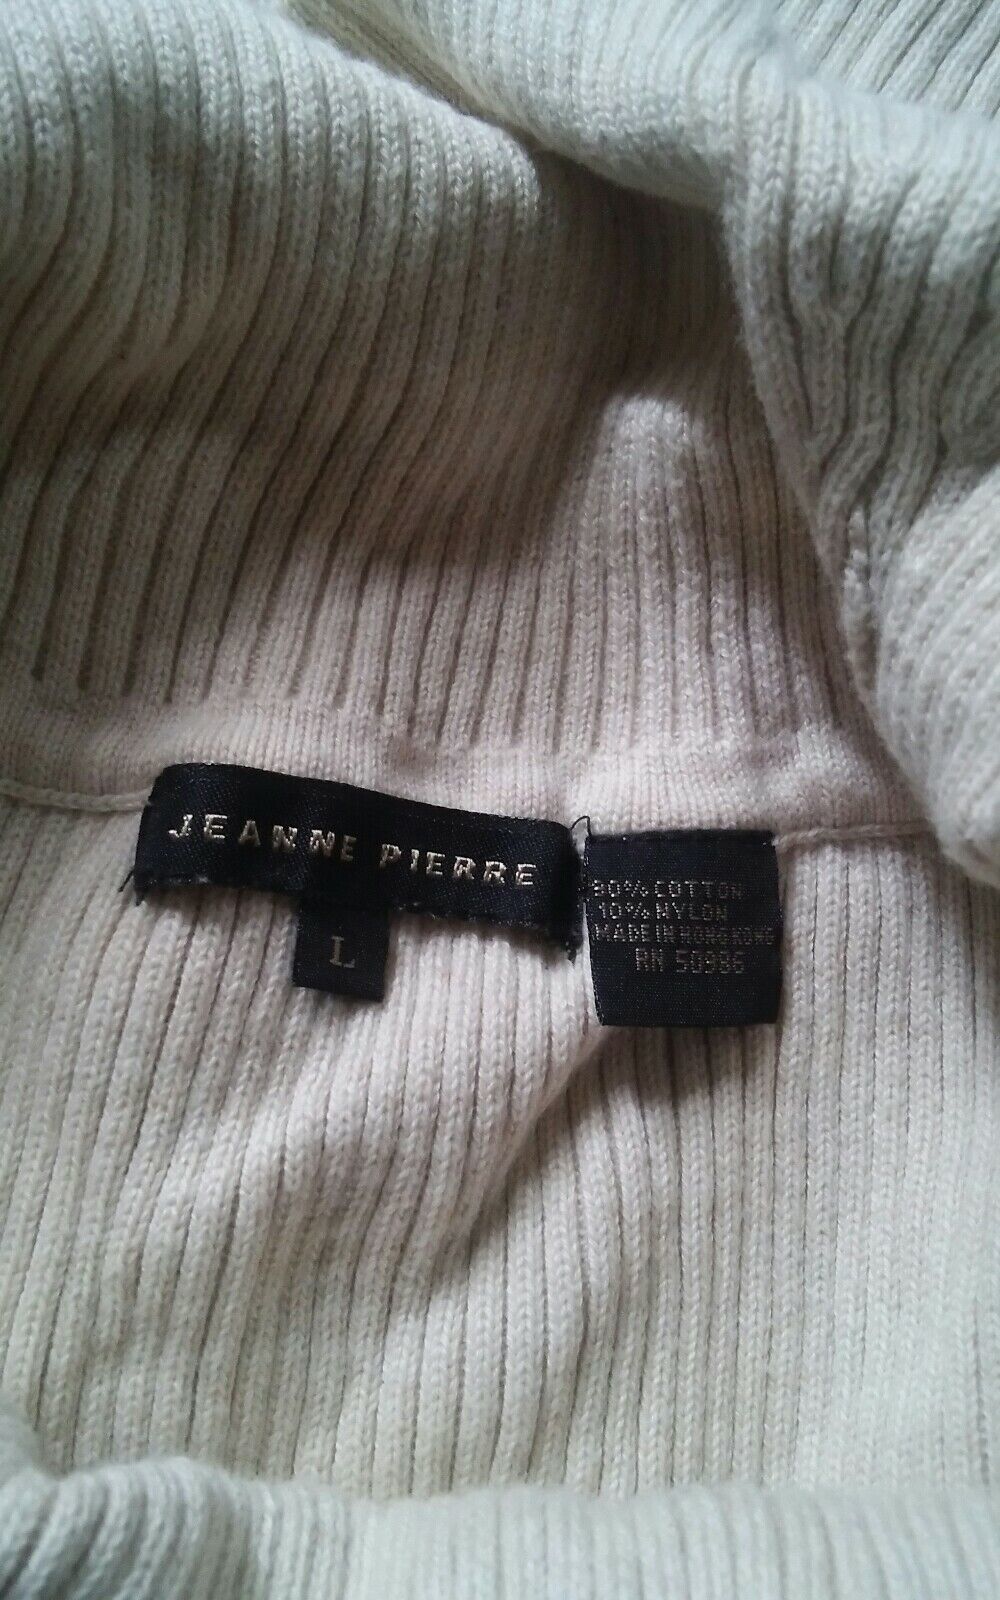 JEANNE PIERRE
L
90% COTTON
10% NYLON
MADE IN HONG KONG
RN 50986